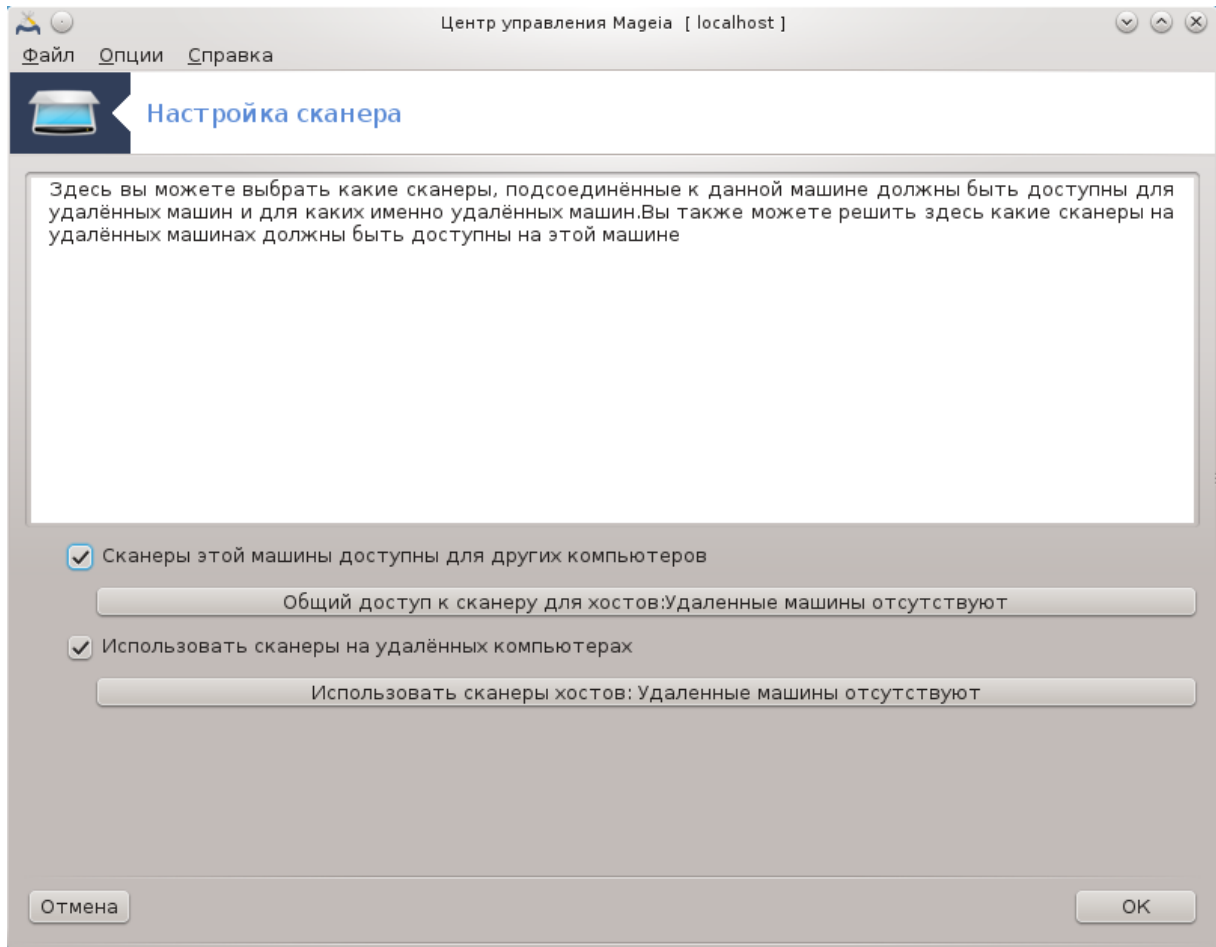 Центр управления Mageia [ localhost ]
Файл Опции Справка
Настройка сканера
Здесь вы можете выбрать какие сканеры, подсоединённые к данной машине должны быть доступны для
удалённых машин и для каких именно удалённых машин.Вы также можете решить здесь какие сканеры на
удалённых машинах должны быть доступны на этой машине
Сканеры этой машины доступны для других компьютеров
Общий доступ к сканеру для хостов:Удаленные машины отсутствуют
Использовать сканеры на удалённых компьютерах
Использовать сканеры хостов: Удаленные машины отсутствуют
Отмена OK